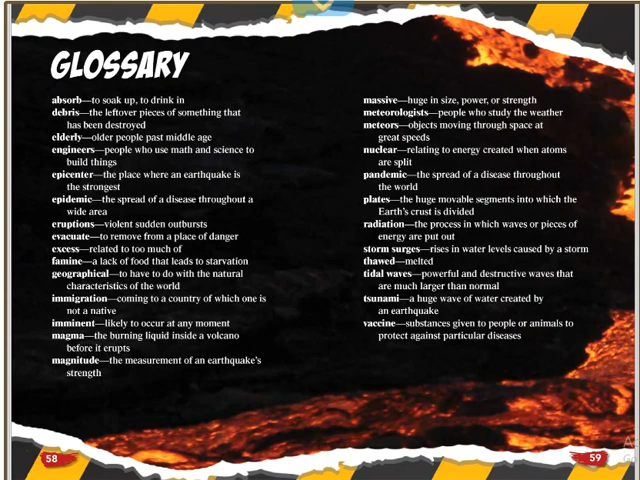 GLOSSARY
absorb—to soak up, to drink in
debris—the leftover pieces of something that
has been destroyed
elderly—older people past middle age
engineers—people who use math and science to
build things
epicenter—the place where an earthquake is
the strongest
epidemic—the spread of a disease throughout a
wide area
eruptions—violent sudden outbursts
evacuate—to remove from a place of danger
excess—related to too much of
famine—a lack of food that leads to starvation
geographical—to have to do with the natural
characteristics of the world
immigration—coming to a country of which one is
not a native
imminent—likely to occur at any moment
magma—the burning liquid inside a volcano
before it erupts
magnitude—the measurement of an earthquake's
strength
58
massive—huge in size, power, or strength
meteorologists—people who study the weather
meteors—objects moving through space at
great speeds
nuclear—relating to energy created when atoms
are split
pandemic—the spread of a disease throughout
the world
plates—the huge movable segments into which the
Earth's crust is divided
radiation—the process in which waves or pieces of
energy are put out
storm surges—rises in water levels caused by a storm
thawed—melted
tidal waves—powerful and destructive waves that
are much larger than normal
tsunami—a huge wave of water created by
an earthquake
vaccine—substances given to people or animals to
protect against particular diseases
59